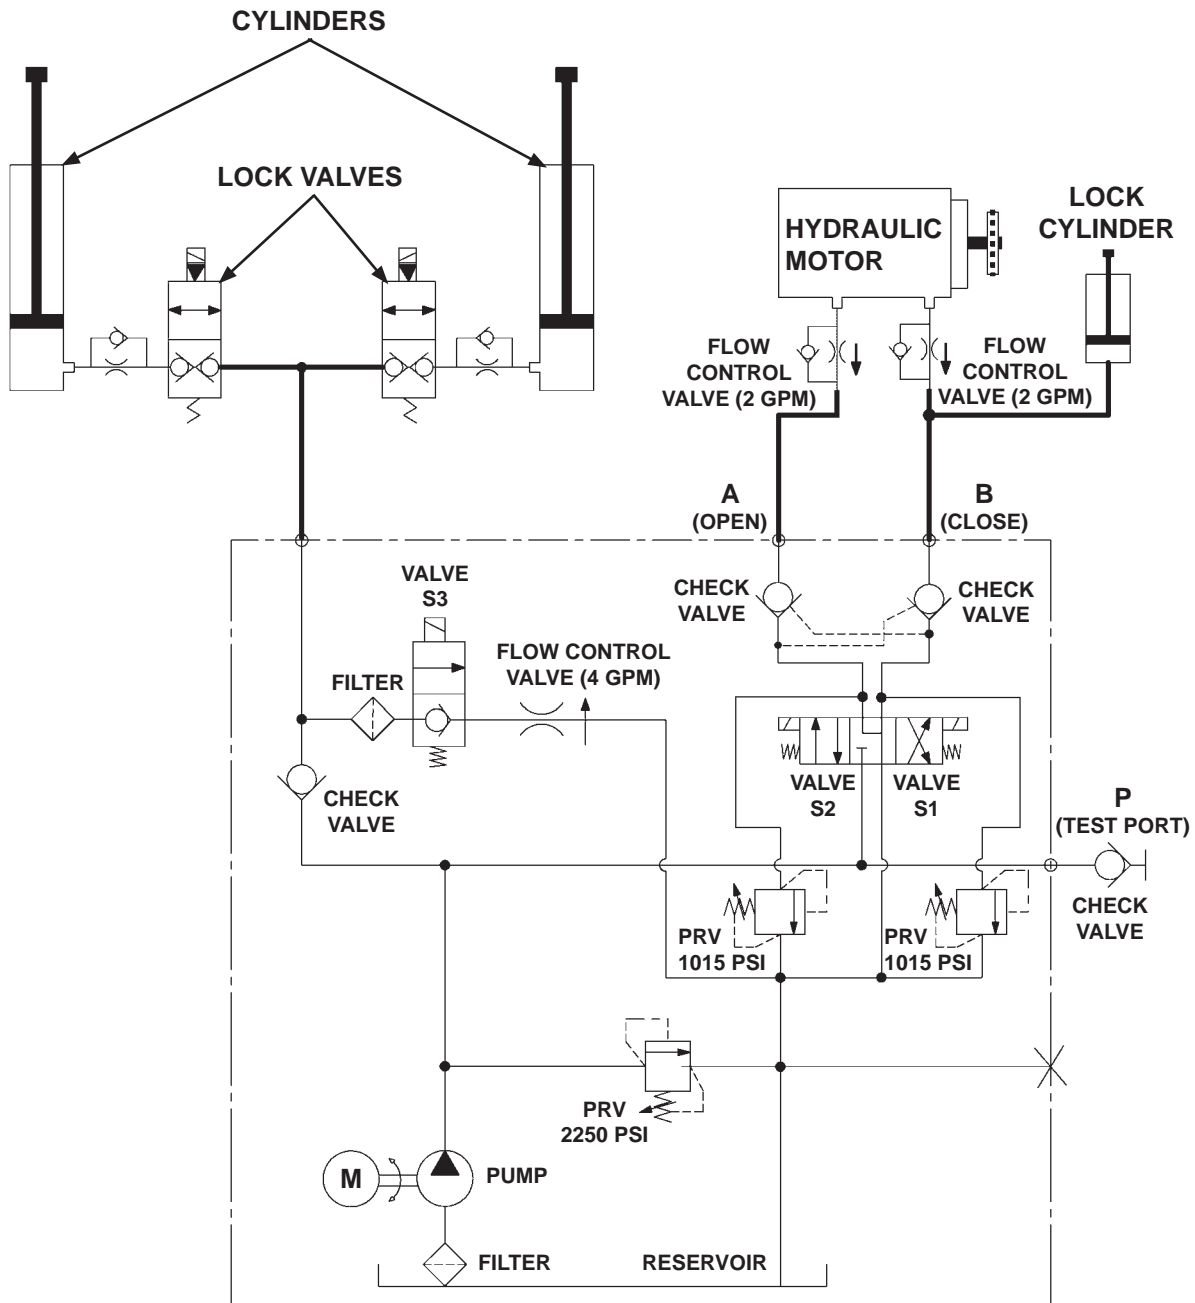 CYLINDERS
LOCK VALVES
HYDRAULIC
MOTOR
LOCK
CYLINDER
FLOW
CONTROL
VALVE (2 GPM)
FLOW
CONTROL
VALVE (2 GPM)
A
(OPEN)
B
(CLOSE)
VALVE
S3
CHECK
VALVE
CHECK
VALVE
FLOW CONTROL
VALVE (4 GPM)
FILTER
CHECK
VALVE
VALVE
S2
VALVE
S1
P
(TEST PORT)
CHECK
VALVE
PRV
1015 PSI
PRV
1015 PSI
PRV
2250 PSI
M
PUMP
FILTER
RESERVOIR